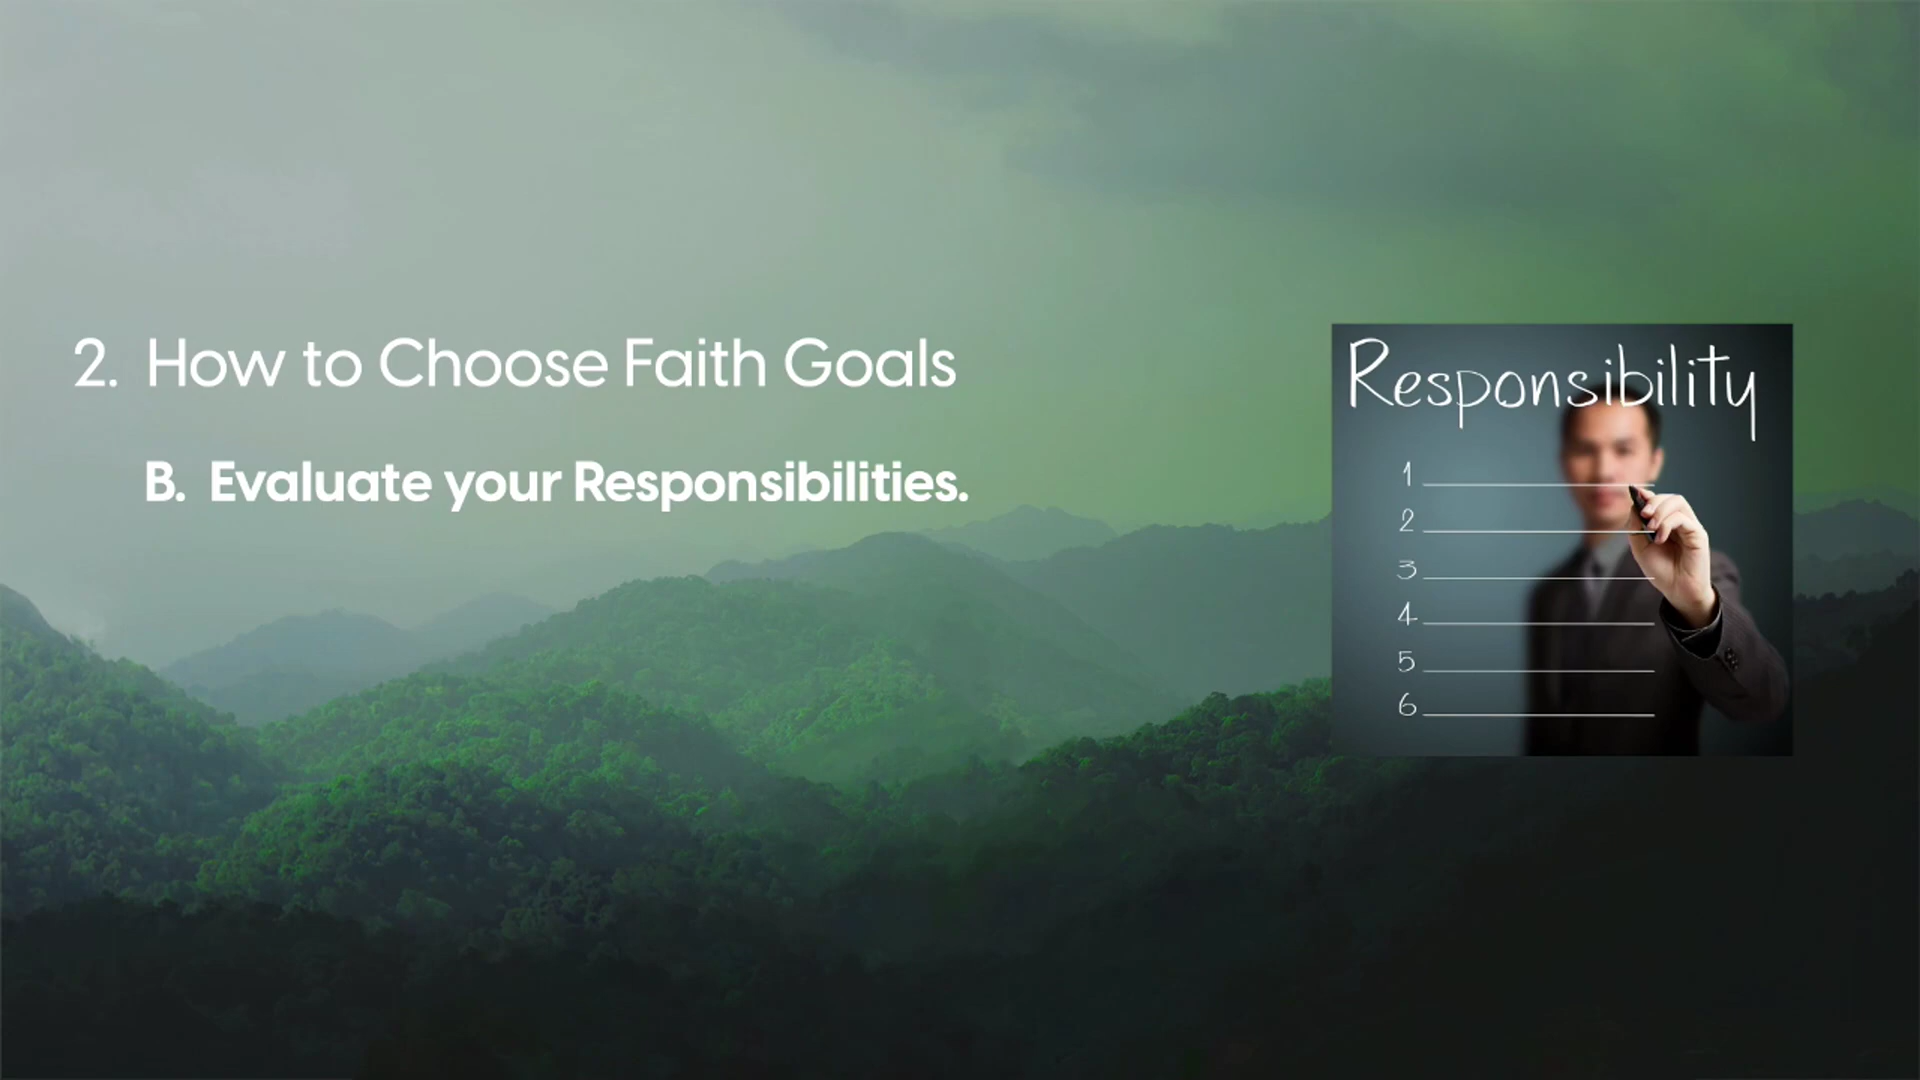 2. How to Choose Faith Goals
B. Evaluate your Responsibilities.
Responsibility
1
2
3
4
5
6